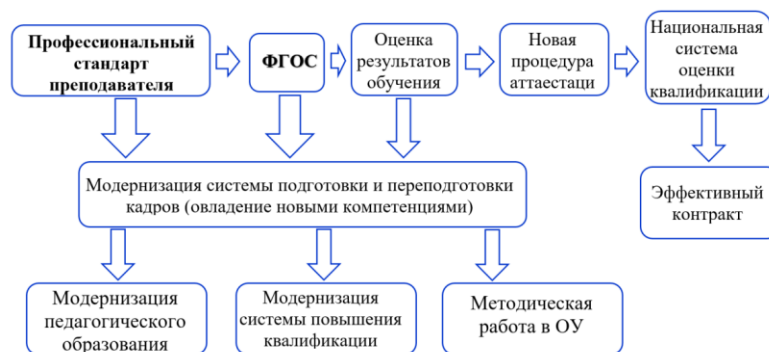 Профессиональный
стандарт
преподавателя
ФГОС
Оценка
результатов
обучения
Новая
процедура
аттаестаци
Национальная
система
оценки
квалификации
Модернизация системы подготовки и переподготовки
кадров (овладение новыми компетенциями)
Эффективный
контракт
Модернизация
педагогического
образования
Модернизация
системы повышения
квалификации
Методическая
работа в ОУ